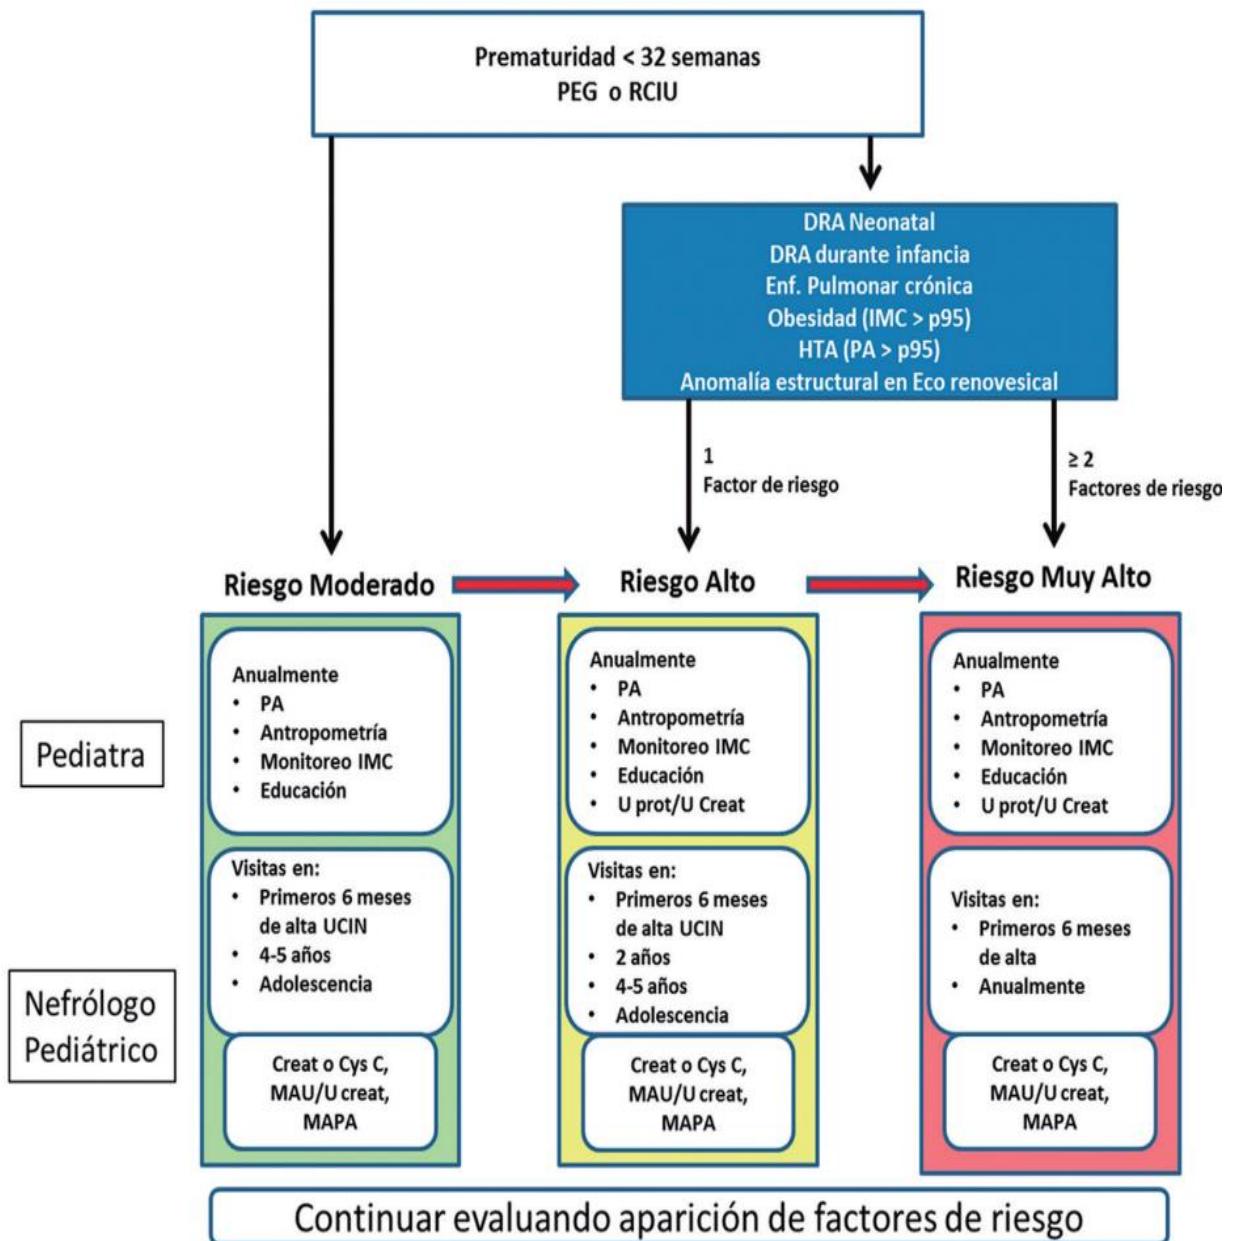 Prematuridad < 32 semanas
PEG o RCIU
DRA Neonatal
DRA durante infancia
Enf. Pulmonar crónica
Obesidad (IMC > p95)
HTA (PA > p95)
Anomalía estructural en Eco renovesical
1
Factor de riesgo
≥ 2
Factores de riesgo
Riesgo Moderado
Riesgo Alto
Riesgo Muy Alto
Pediatra
Anualmente
• PA
• Antropometría
• Monitoreo IMC
• Educación
Anualmente
• PA
• Antropometría
• Monitoreo IMC
• Educación
• U prot/U Creat
Anualmente
• PA
• Antropometría
• Monitoreo IMC
• Educación
• U prot/U Creat
Nefrólogo
Pediátrico
Visitas en:
• Primeros 6 meses
de alta UCIN
• 4-5 años
• Adolescencia
Visitas en:
• Primeros 6 meses
de alta UCIN
• 2 años
• 4-5 años
• Adolescencia
Visitas en:
• Primeros 6 meses
de alta
• Anualmente
Creat o Cys C,
MAU/U creat,
MAPA
Creat o Cys C,
MAU/U creat,
MAPA
Creat o Cys C,
MAU/U creat,
MAPA
Continuar evaluando aparición de factores de riesgo